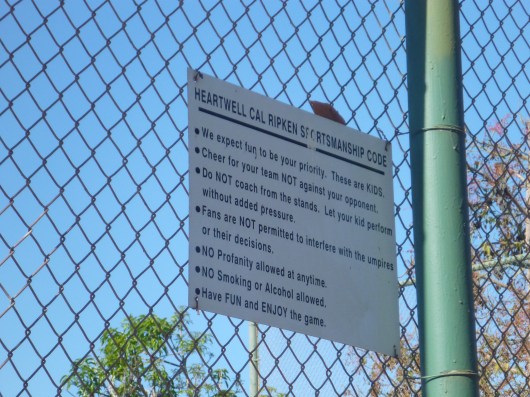 HEARTWELL CAL RIPKEN SPORTSMANSHIP CODE
•We expect fun to be your priority. These are KIDS.
•Cheer for your team NOT against your opponent.
•Do NOT coach from the stands. Let your kid perform
without added pressure.
•Fans are NOT permitted to interfere with the umpires
or their decisions.
•NO Profanity allowed at anytime.
•NO Smoking or Alcohol allowed.
•Have FUN and ENJOY the game.